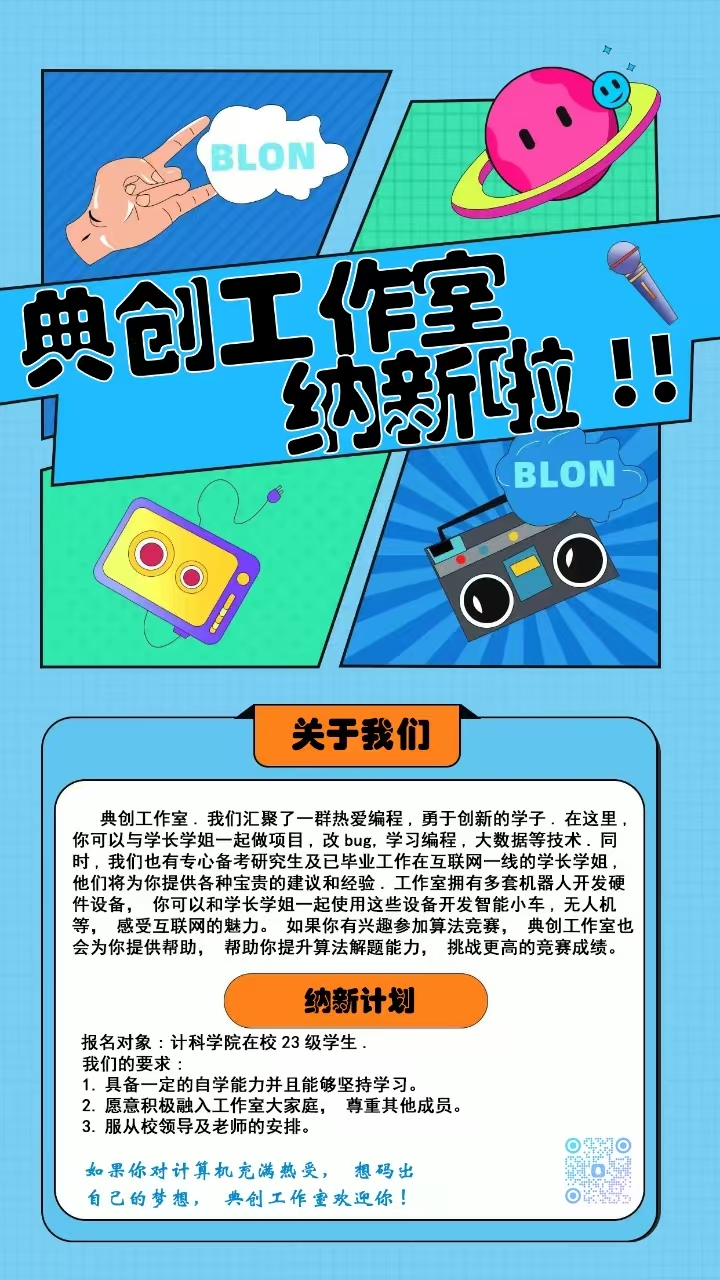 BLON
典创工作室
纳新啦!!
BLON
关于我们
典创工作室.我们汇聚了一群热爱编程,勇于创新的学子.在这里,
你可以与学长学姐一起做项目,改bug,学习编程,大数据等技术.同
时,我们也有专心备考研究生及已毕业工作在互联网一线的学长学姐,
他们将为你提供各种宝贵的建议和经验.工作室拥有多套机器人开发硬
件设备, 你可以和学长学姐一起使用这些设备开发智能小车,无人机
等, 感受互联网的魅力。 如果你有兴趣参加算法竞赛, 典创工作室也
会为你提供帮助, 帮助你提升算法解题能力, 挑战更高的竞赛成绩。
纳新计划
报名对象:计科学院在校23级学生.
我们的要求:
1. 具备一定的自学能力并且能够坚持学习。
2. 愿意积极融入工作室大家庭, 尊重其他成员。
3. 服从校领导及老师的安排。
如果你对计算机充满热爱, 想码出
自己的梦想, 典创工作室欢迎你!